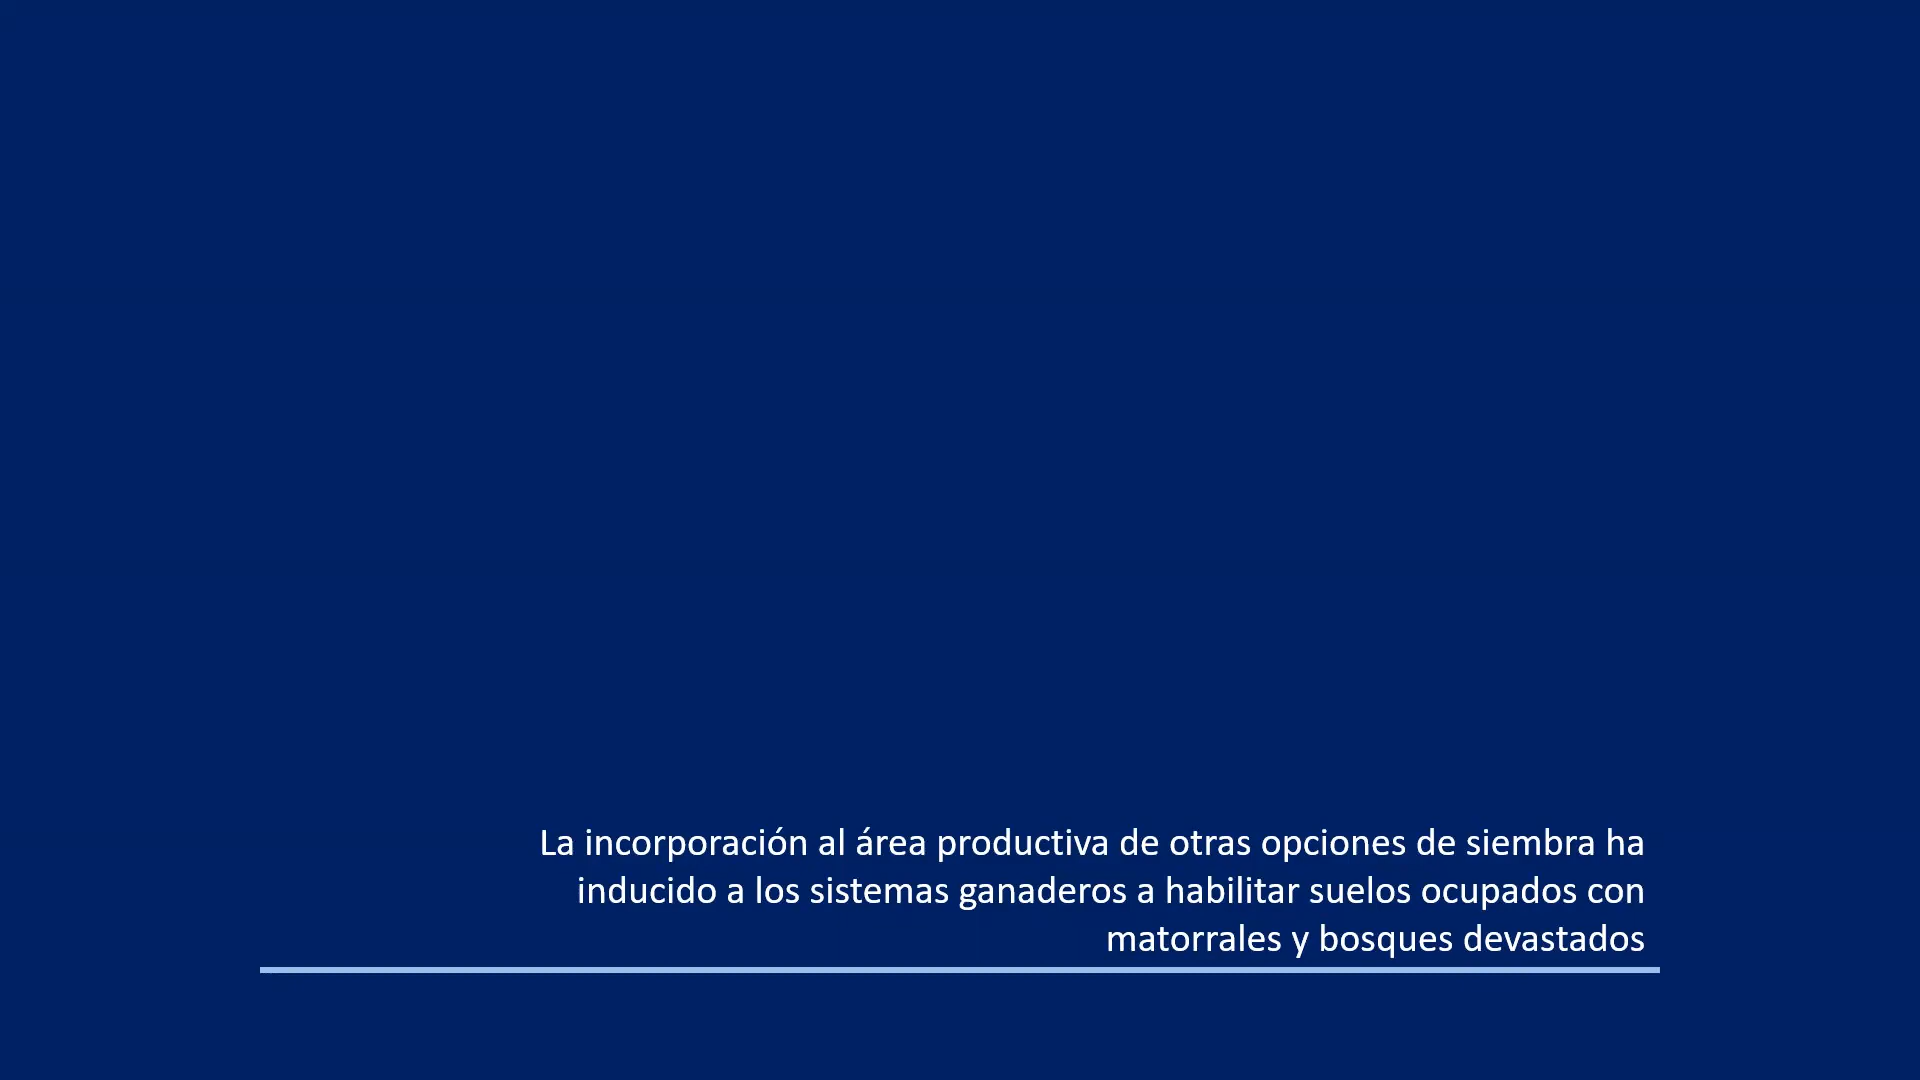 La incorporación al área productiva de otras opciones de siembra ha
inducido a los sistemas ganaderos a habilitar suelos ocupados con
matorrales y bosques devastados